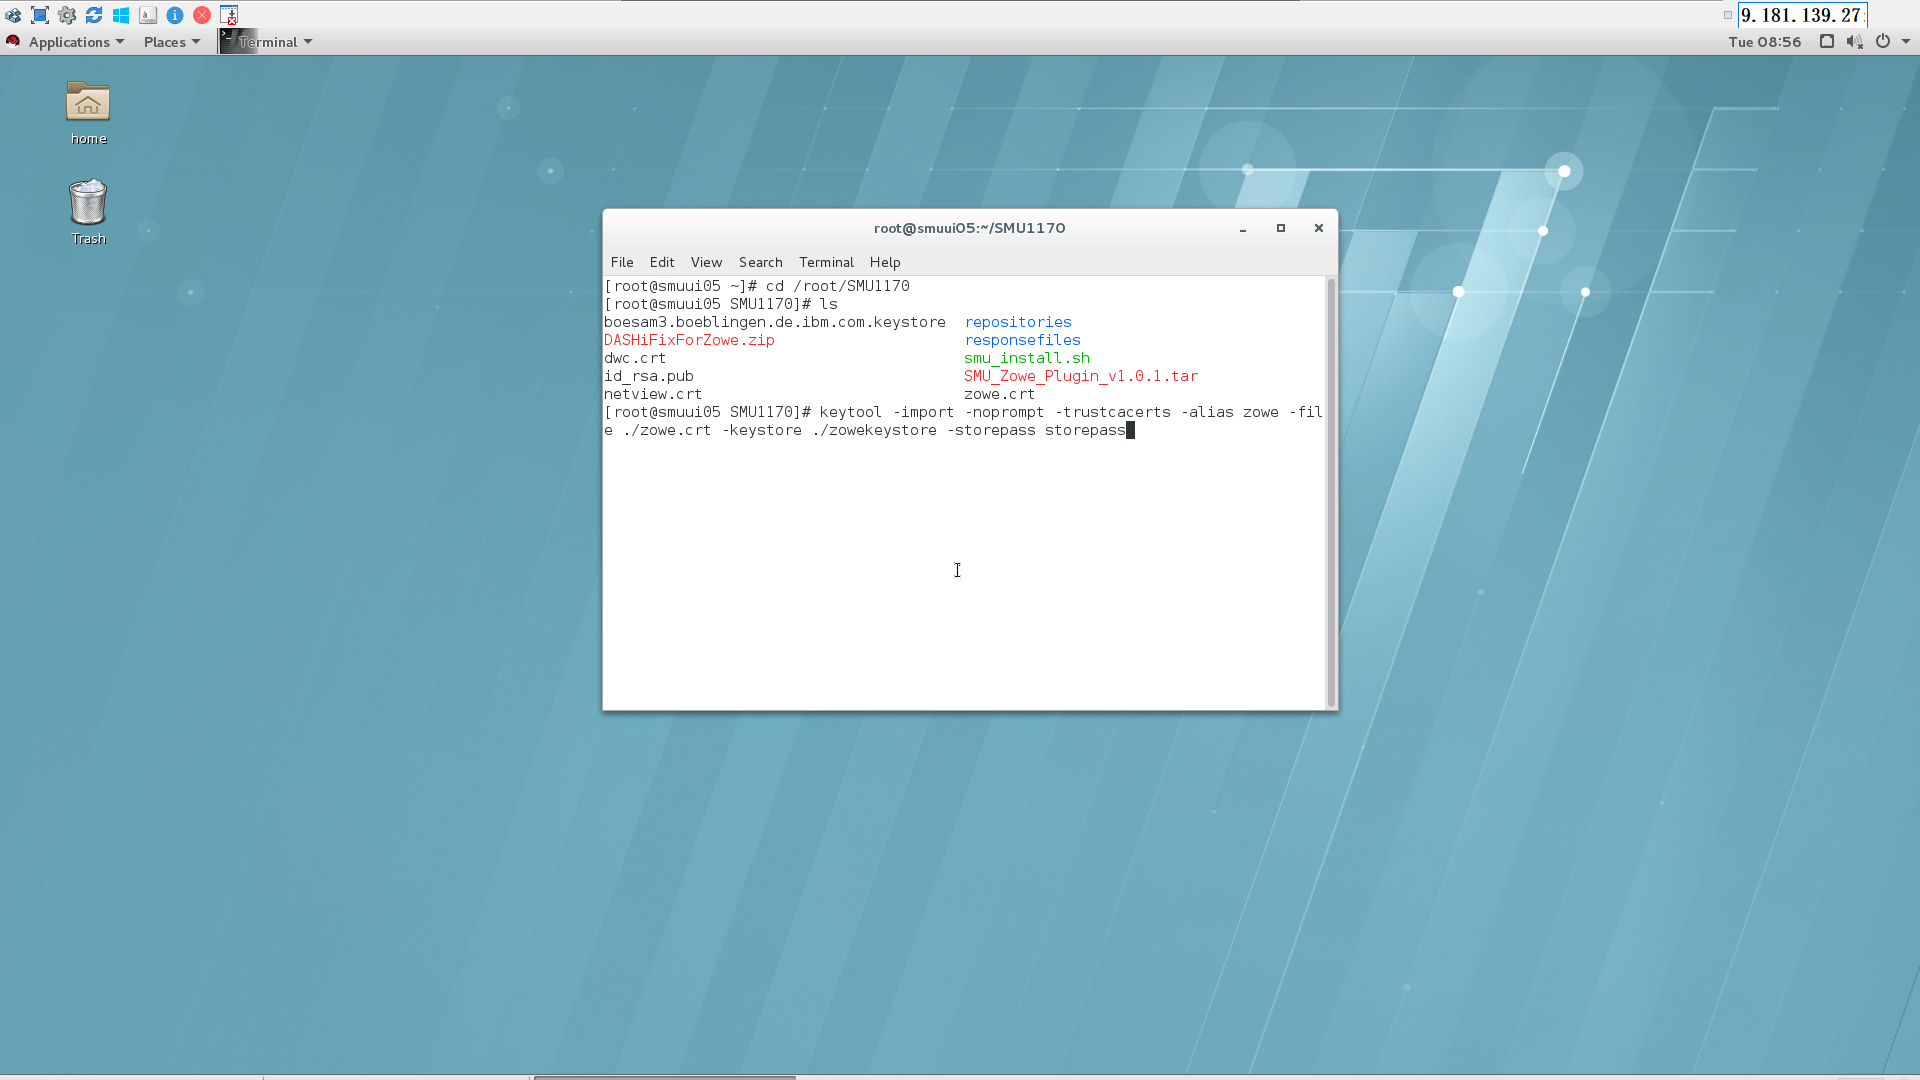 9.181.139.27:
Applications Places Terminal Tue 08:56
home
Trash
root@smuui05:~/SMU1170
File Edit View Search Terminal Help
[root@smuui05 ~]# cd /root/SMU1170
[root@smuui05 SMU1170]# ls
boesam3.boeblingen.de.ibm.com.keystore repositories
DASHiFixForZowe.zip responsefiles
dwc.crt smu_install.sh
id_rsa.pub SMU_Zowe_Plugin_v1.0.1.tar
netview.crt zowe.crt
[root@smuui05 SMU1170]# keytool -import -noprompt -trustcacerts -alias zowe -fil
e ./zowe.crt -keystore ./zowekeystore -storepass storepass